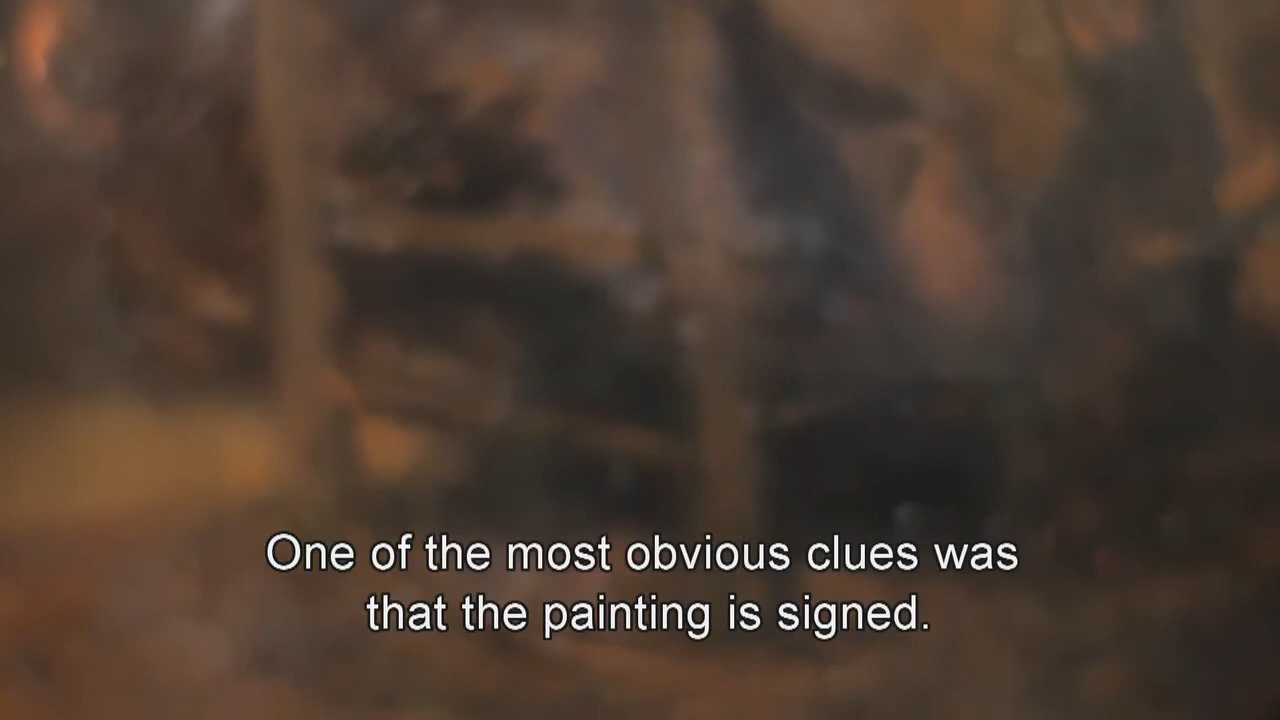 One of the most obvious clues was
that the painting is signed.